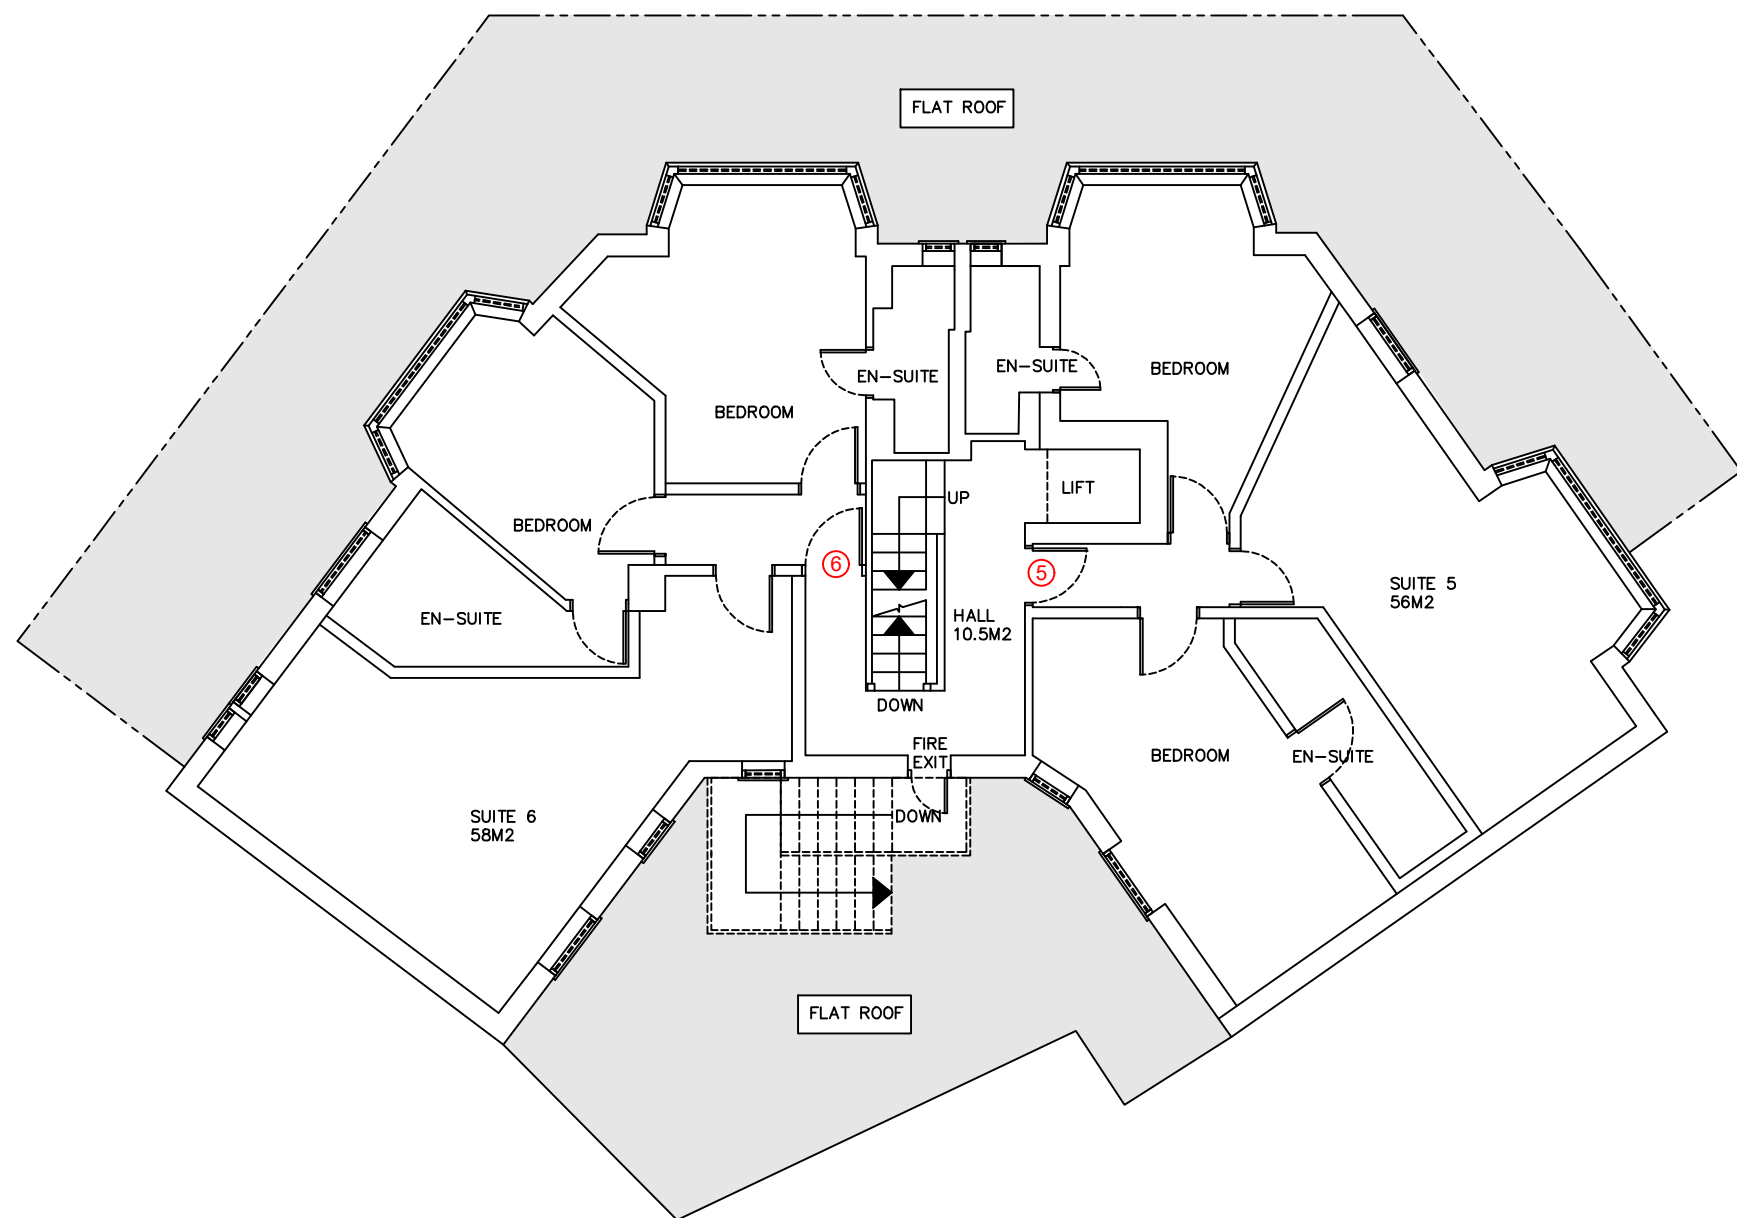 FLAT ROOF
EN-SUITE
EN-SUITE
BEDROOM
BEDROOM
UP
LIFT
BEDROOM
6
5
SUITE 5
56M2
EN-SUITE
HALL
10.5M2
DOWN
FIRE
EXIT
BEDROOM
EN-SUITE
SUITE 6
58M2
DOWN
FLAT ROOF